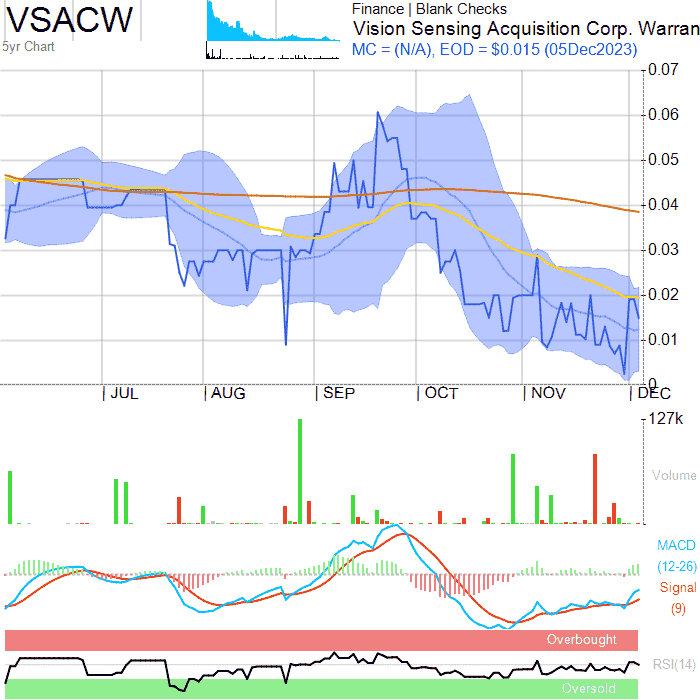 VSACW
5yr Chart
Finance | Blank Checks
Vision Sensing Acquisition Corp. Warran
MC = (N/A), EOD = $0.015 (05Dec2023)
0.07
0.06
0.05
0.04
0.03
0.02
0.01
0
JUL AUG SEP OCT NOV DEC
127k
Volume
MACD
(12-26)
Signal
(9)
Overbought
RSI(14)
Oversold